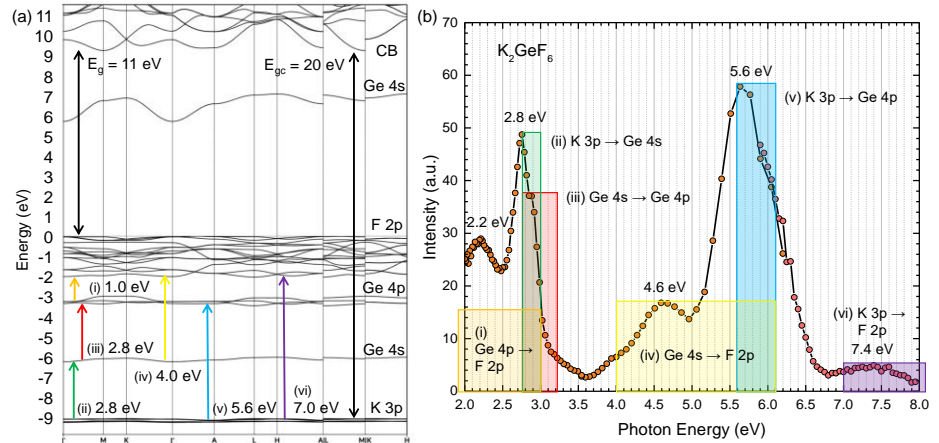 (a)
11
10
9
8
7
6
5
4
3
2
1
0
-1
-2
-3
-4
-5
-6
-7
-8
-9
Energy (eV)
CB
E_g = 11 eV
E_gc = 20 eV
Ge 4s
F 2p
Ge 4p
(i) 1.0 eV
(iii) 2.8 eV
Ge 4s
(iv) 4.0 eV
(vi)
(ii) 2.8 eV
(v) 5.6 eV
7.0 eV
K 3p
Γ M K Γ A L H A|L M|K H
(b)
70
60
50
40
30
20
10
0
Intensity (a.u.)
K₂GeF₆
5.6 eV
(v) K 3p → Ge 4p
2.8 eV
(ii) K 3p → Ge 4s
(iii) Ge 4s → Ge 4p
2.2 eV
4.6 eV
(i)
Ge 4p →
F 2p
(iv) Ge 4s → F 2p
(vi) K 3p
→ F 2p
7.4 eV
2.0 2.5 3.0 3.5 4.0 4.5 5.0 5.5 6.0 6.5 7.0 7.5 8.0
Photon Energy (eV)